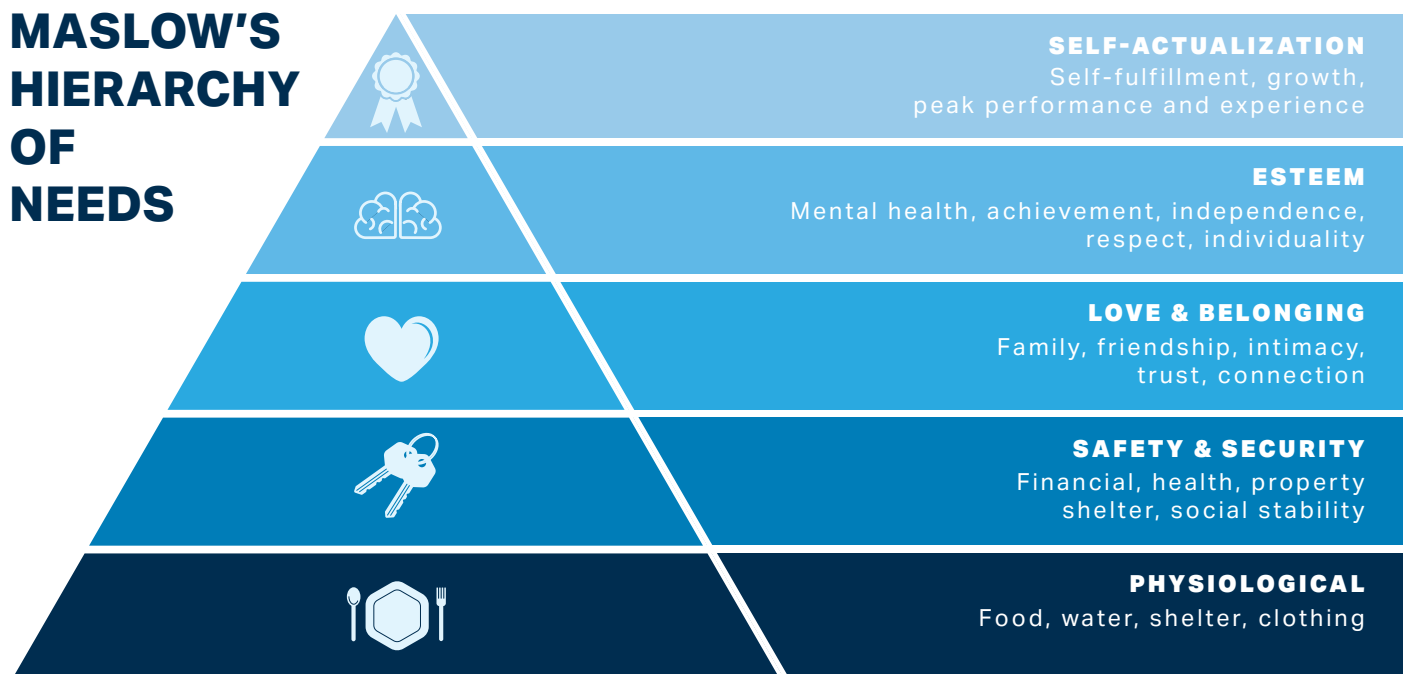 MASLOW'S
HIERARCHY
OF
NEEDS
SELF-ACTUALIZATION
Self-fulfillment, growth,
peak performance and experience
ESTEEM
Mental health, achievement, independence,
respect, individuality
LOVE & BELONGING
Family, friendship, intimacy,
trust, connection
SAFETY & SECURITY
Financial, health, property
shelter, social stability
PHYSIOLOGICAL
Food, water, shelter, clothing